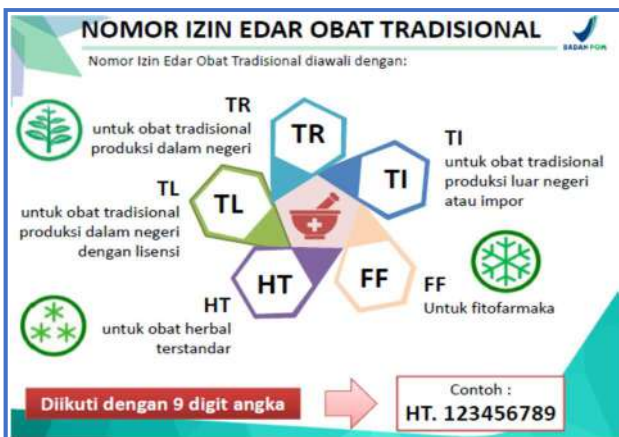 NOMOR IZIN EDAR OBAT TRADISIONAL
BADAN POM
Nomor Izin Edar Obat Tradisional diawali dengan:
TR
untuk obat tradisional
produksi dalam negeri
TR
TI
TI
untuk obat tradisional
produksi luar negeri
atau impor
TL
untuk obat tradisional
produksi dalam negeri
dengan lisensi
TL
HT
FF
HT
untuk obat herbal
terstandar
FF
Untuk fitofarmaka
Diikuti dengan 9 digit angka
Contoh :
HT. 123456789